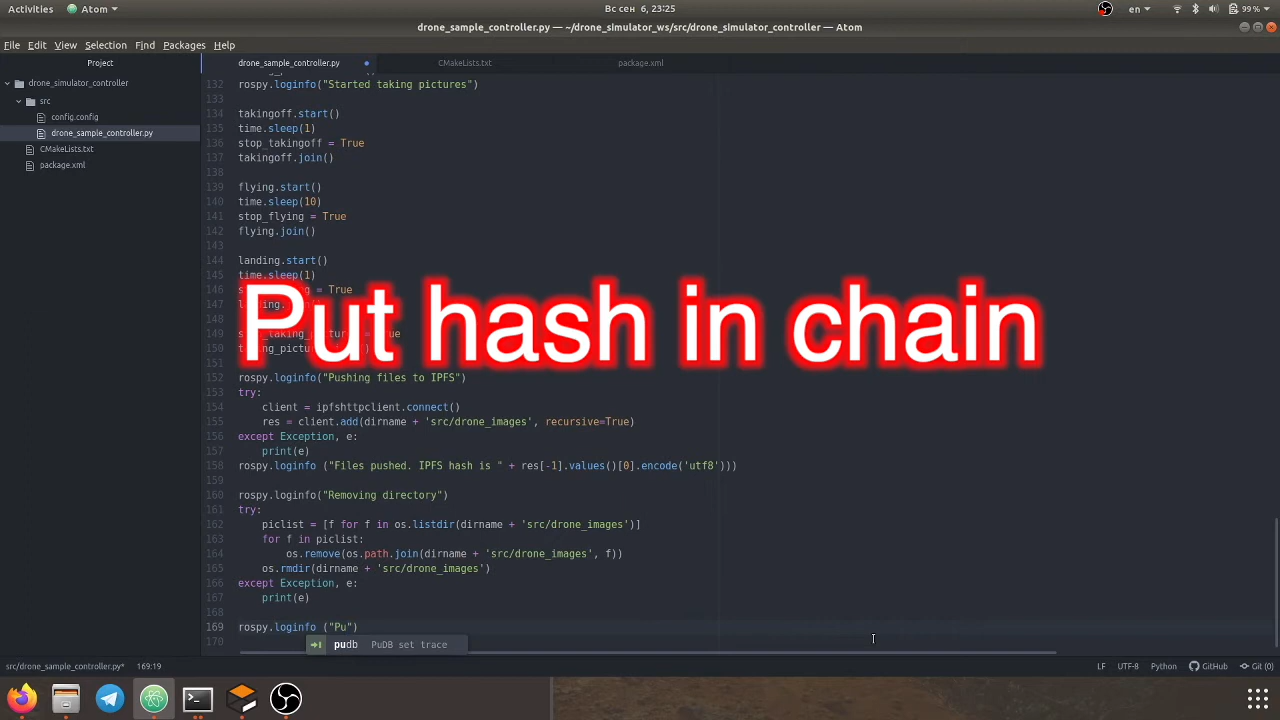 Activities Atom Вс сен 6, 23:25 en 99%
drone_sample_controller.py — ~/drone_simulator_ws/src/drone_simulator_controller — Atom
File Edit View Selection Find Packages Help
Project drone_sample_controller.py CMakeLists.txt package.xml
drone_simulator_controller
src
config.config
drone_sample_controller.py
CMakeLists.txt
package.xml
132 rospy.loginfo("Started taking pictures")
133
134 takingoff.start()
135 time.sleep(1)
136 stop_takingoff = True
137 takingoff.join()
138
139 flying.start()
140 time.sleep(10)
141 stop_flying = True
142 flying.join()
143
144 landing.start()
145 time.sleep(1)
146 = True
147
148
149
150
151
Put hash in chain
152 rospy.loginfo("Pushing files to IPFS")
153 try:
154 client = ipfshttpclient.connect()
155 res = client.add(dirname + 'src/drone_images', recursive=True)
156 except Exception, e:
157 print(e)
158 rospy.loginfo ("Files pushed. IPFS hash is " + res[-1].values()[0].encode('utf8')))
159
160 rospy.loginfo("Removing directory")
161 try:
162 piclist = [f for f in os.listdir(dirname + 'src/drone_images')]
163 for f in piclist:
164 os.remove(os.path.join(dirname + 'src/drone_images', f))
165 os.rmdir(dirname + 'src/drone_images')
166 except Exception, e:
167 print(e)
168
169 rospy.loginfo ("Pu")
170 pudb PuDB set trace
src/drone_sample_controller.py* 169:19 LF UTF-8 Python GitHub Git (0)